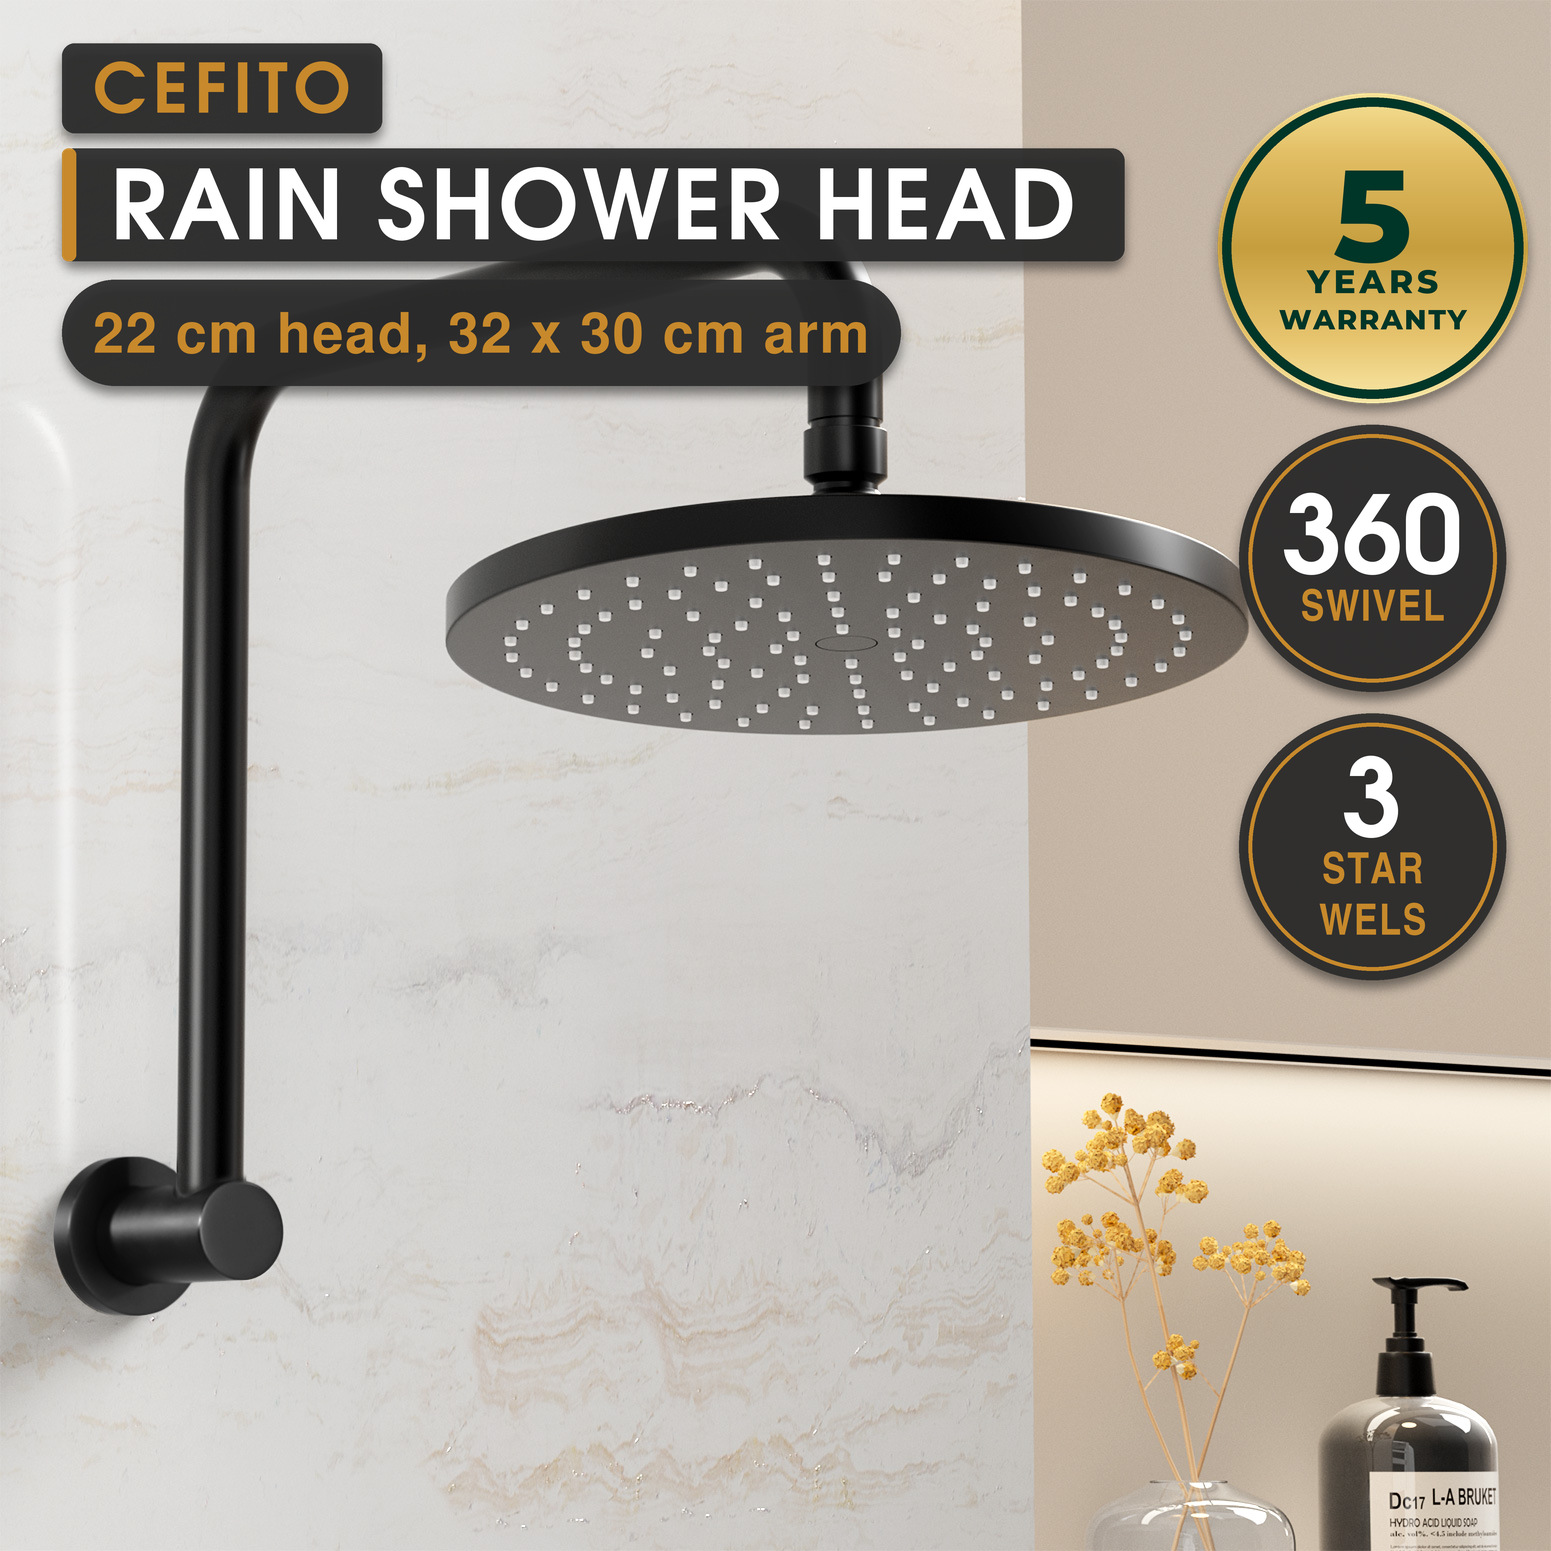 CEFITO
RAIN SHOWER HEAD
22 cm head, 32 x 30 cm arm
5
YEARS
WARRANTY
360
SWIVEL
3
STAR
WELS
Dc17 L-A BRUKET
HYDRO ACID LIQUID SOAP